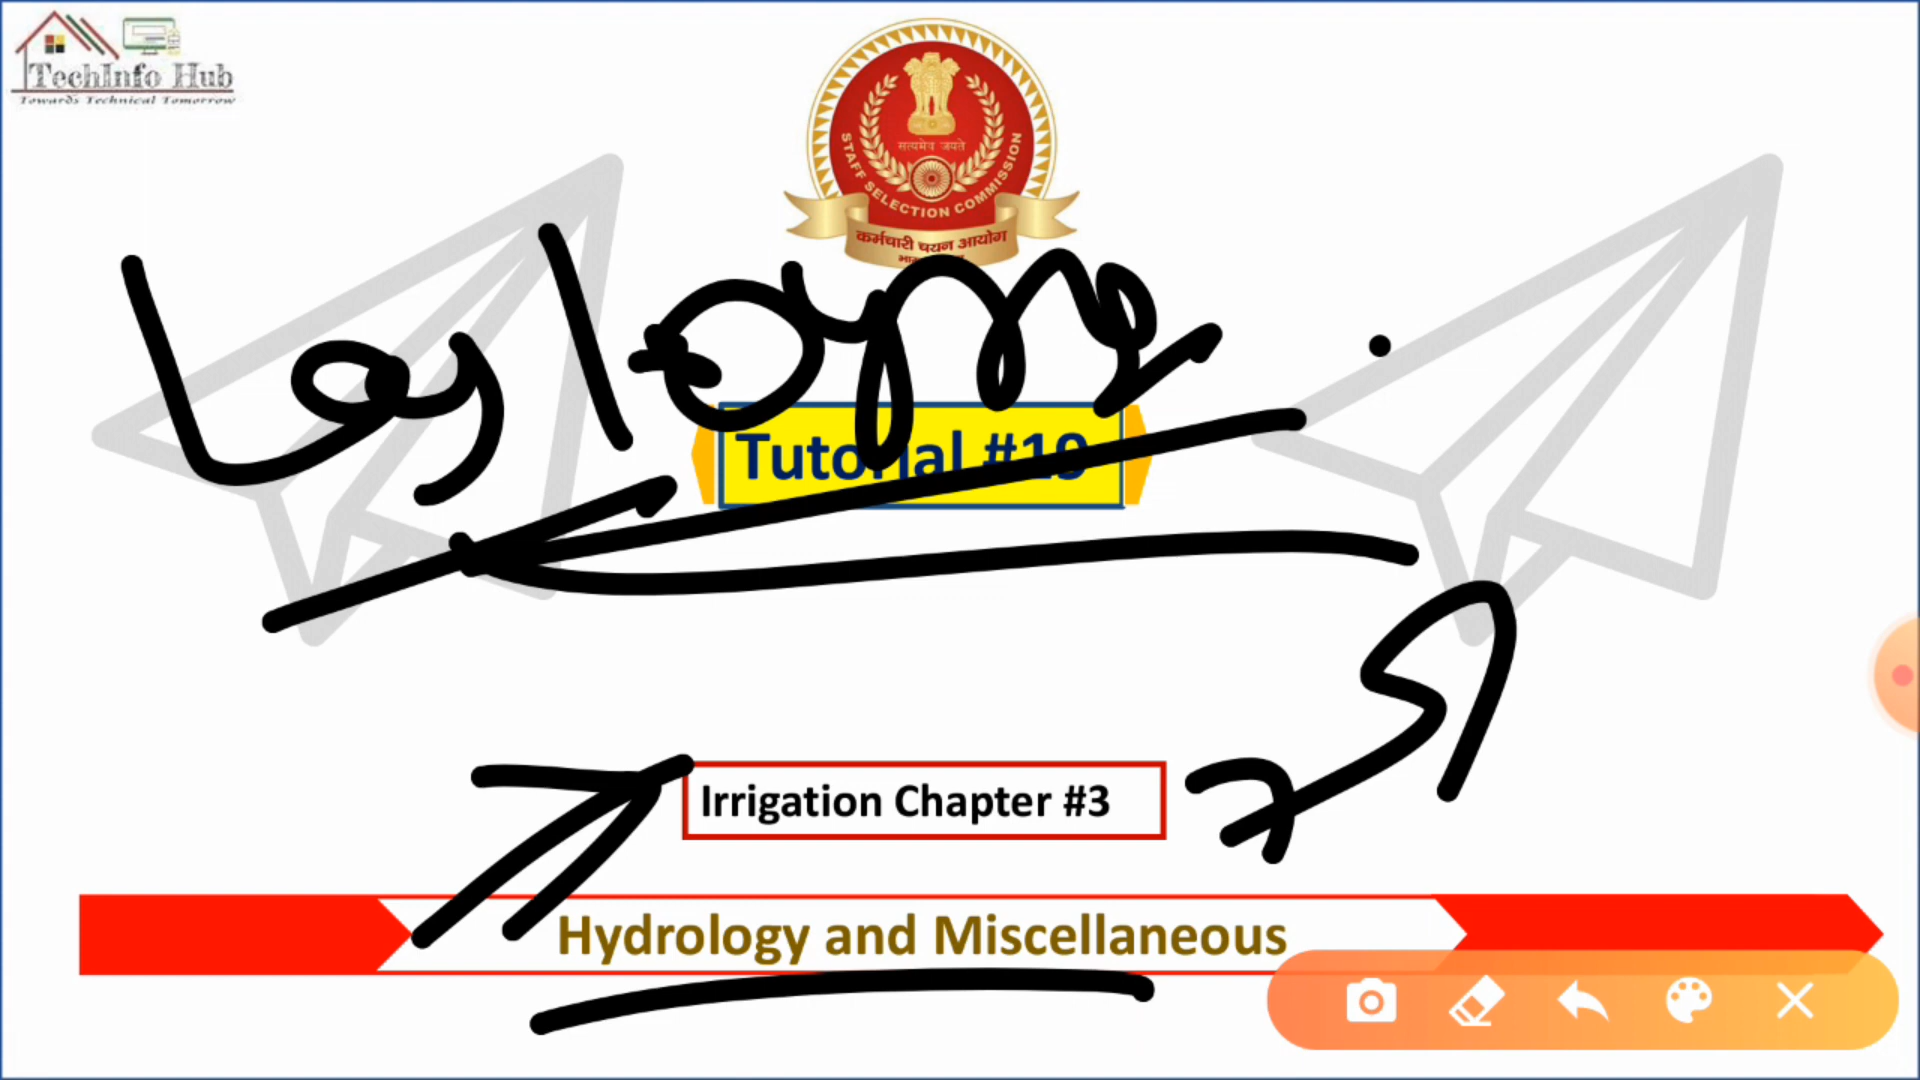 TechInfo Hub
Towards Technical Tomorrow
सत्यमेव जयते
STAFF SELECTION COMMISSION
कर्मचारी चयन आयोग
Tutorial #19
Irrigation Chapter #3
Hydrology and Miscellaneous